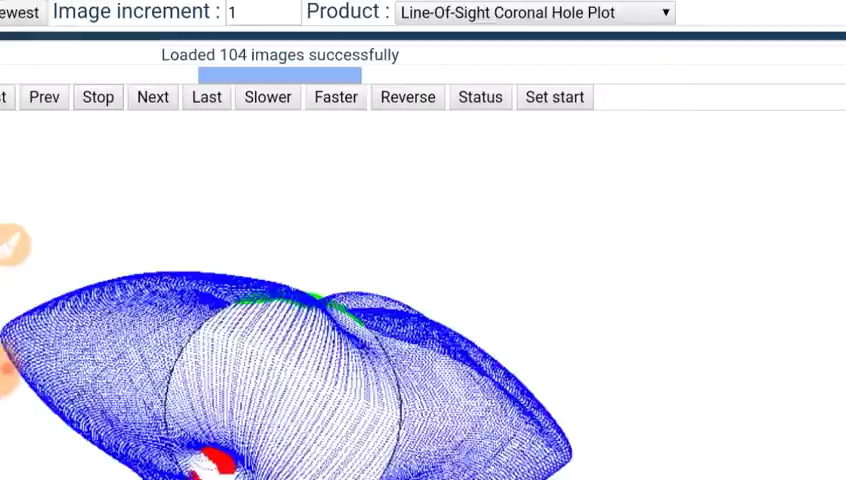 ewest Image increment : 1 Product : Line-Of-Sight Coronal Hole Plot
Loaded 104 images successfully
t Prev Stop Next Last Slower Faster Reverse Status Set start